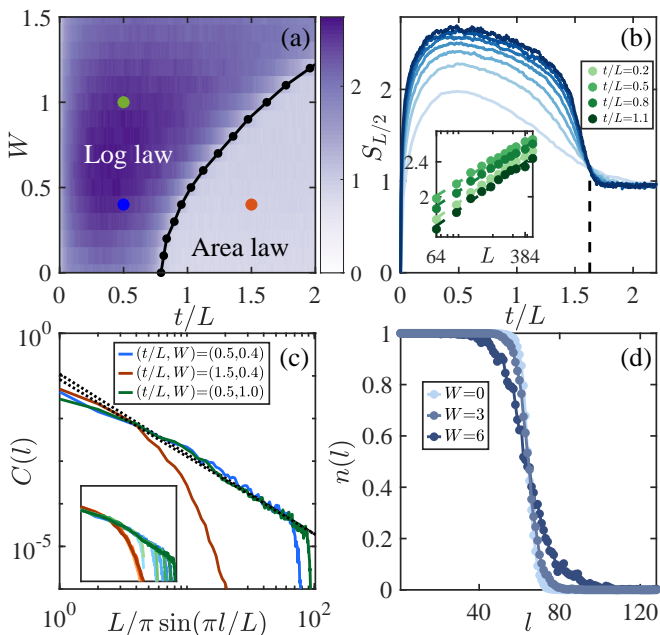 (a)
Log law
Area law
W
1.5
1
0.5
0
0
0.5
1
1.5
2
t/L
2
1
0
(b)
S_{L/2}
2
1
0
t/L=0.2
t/L=0.5
t/L=0.8
t/L=1.1
2.4
2
64
L
384
0
0.5
1
1.5
2
t/L
(c)
C(l)
10^0
10^{-5}
(t/L, W)=(0.5,0.4)
(t/L, W)=(1.5,0.4)
(t/L, W)=(0.5,1.0)
10^0
10^2
L/π sin(πl/L)
(d)
n(l)
1
0.8
0.6
0.4
0.2
0
W=0
W=3
W=6
40
80
120
l